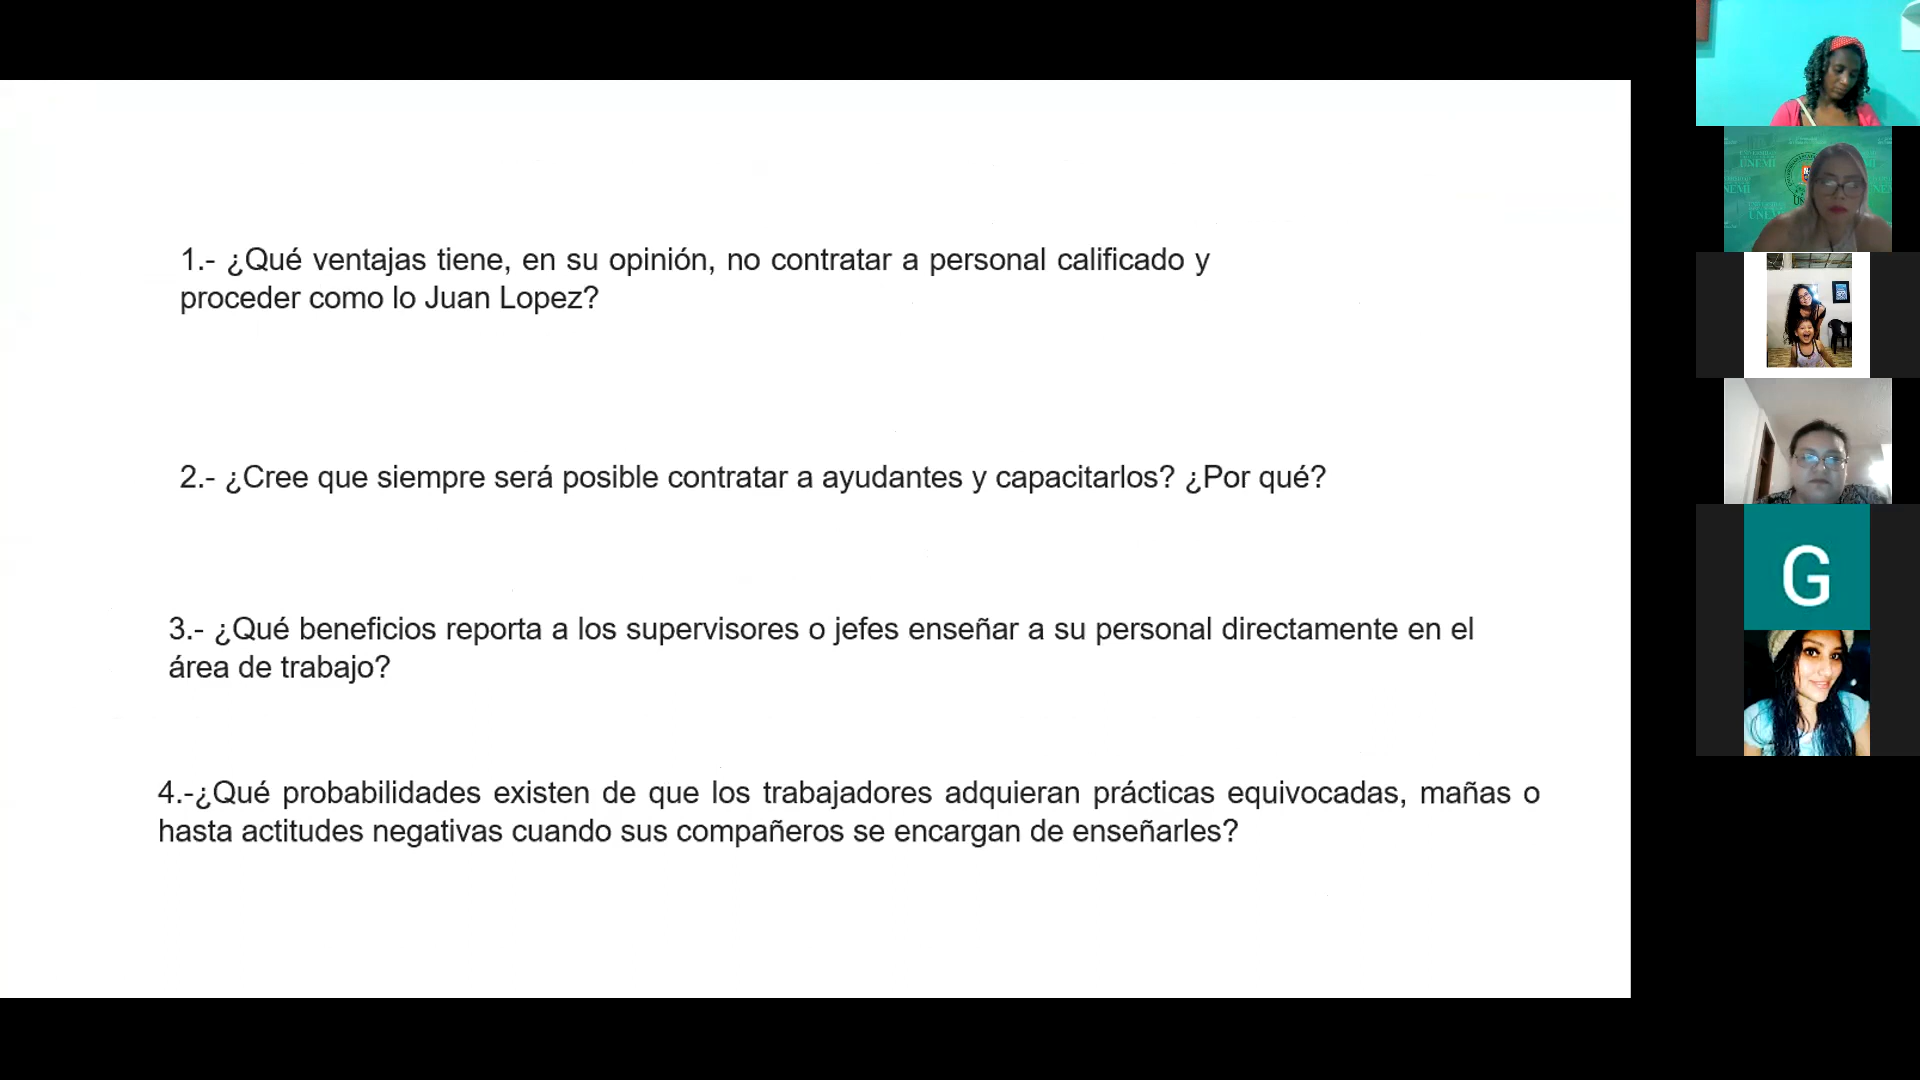 1.- ¿Qué ventajas tiene, en su opinión, no contratar a personal calificado y
proceder como lo Juan Lopez?
2.- ¿Cree que siempre será posible contratar a ayudantes y capacitarlos? ¿Por qué?
3.- ¿Qué beneficios reporta a los supervisores o jefes enseñar a su personal directamente en el
área de trabajo?
4.-¿Qué probabilidades existen de que los trabajadores adquieran prácticas equivocadas, mañas o
hasta actitudes negativas cuando sus compañeros se encargan de enseñarles?
UNEMI
G